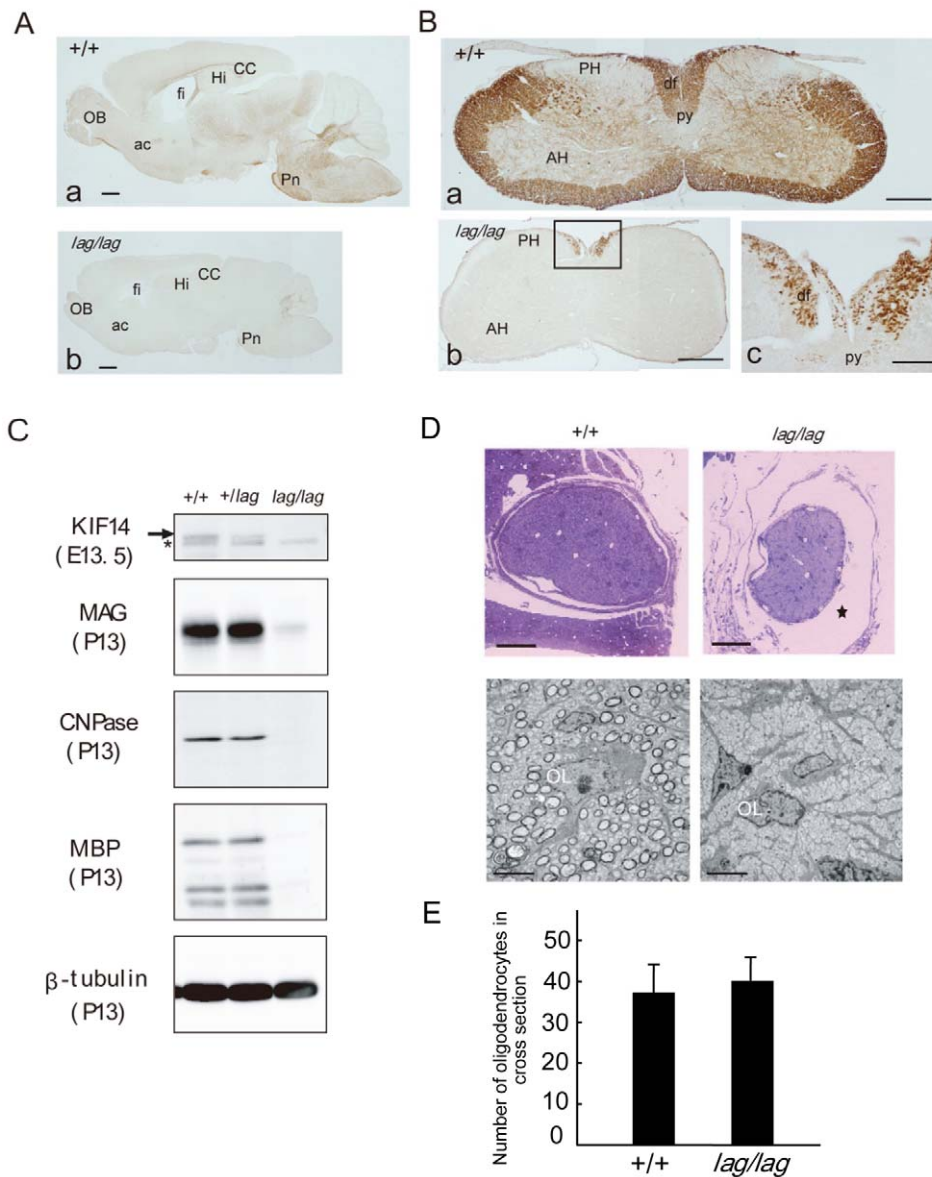 A
+/+
Hi
CC
fi
OB
ac
Pn
a
lag/lag
CC
Hi
fi
OB
ac
Pn
b
B
+/+
PH
df
py
AH
a
lag/lag
PH
AH
b
df
py
c
C
+/+ +/lag lag/lag
KIF14
*
(E13. 5)
MAG
(P13)
CNPase
(P13)
MBP
(P13)
β-tubulin
(P13)
D
+/+ lag/lag
OL
OL
E
Number of oligodendrocytes in
cross section
50
40
30
20
10
0
+/+ lag/lag